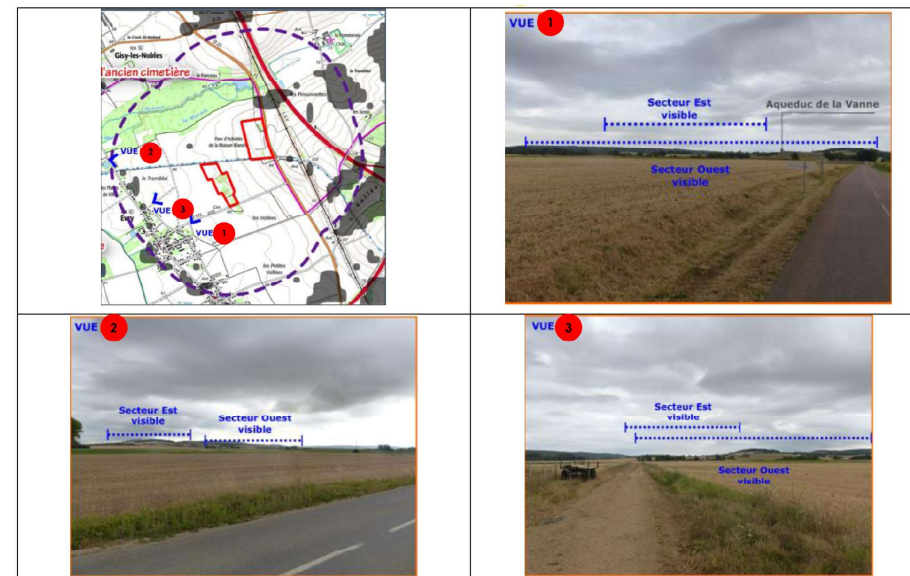 Gisy-les-Nobles
l'ancien cimetière
VUE 2
Parc d'Activités
de la Maison Blanche
le Tremblé
VUE 3
Evry
VUE 1
les Vallées
les Petites
Vallées
VUE 1
Secteur Est
visible
Aqueduc de la Vanne
Secteur Ouest
visible
VUE 2
Secteur Est
visible
Secteur Ouest
visible
VUE 3
Secteur Est
visible
Secteur Ouest
visible